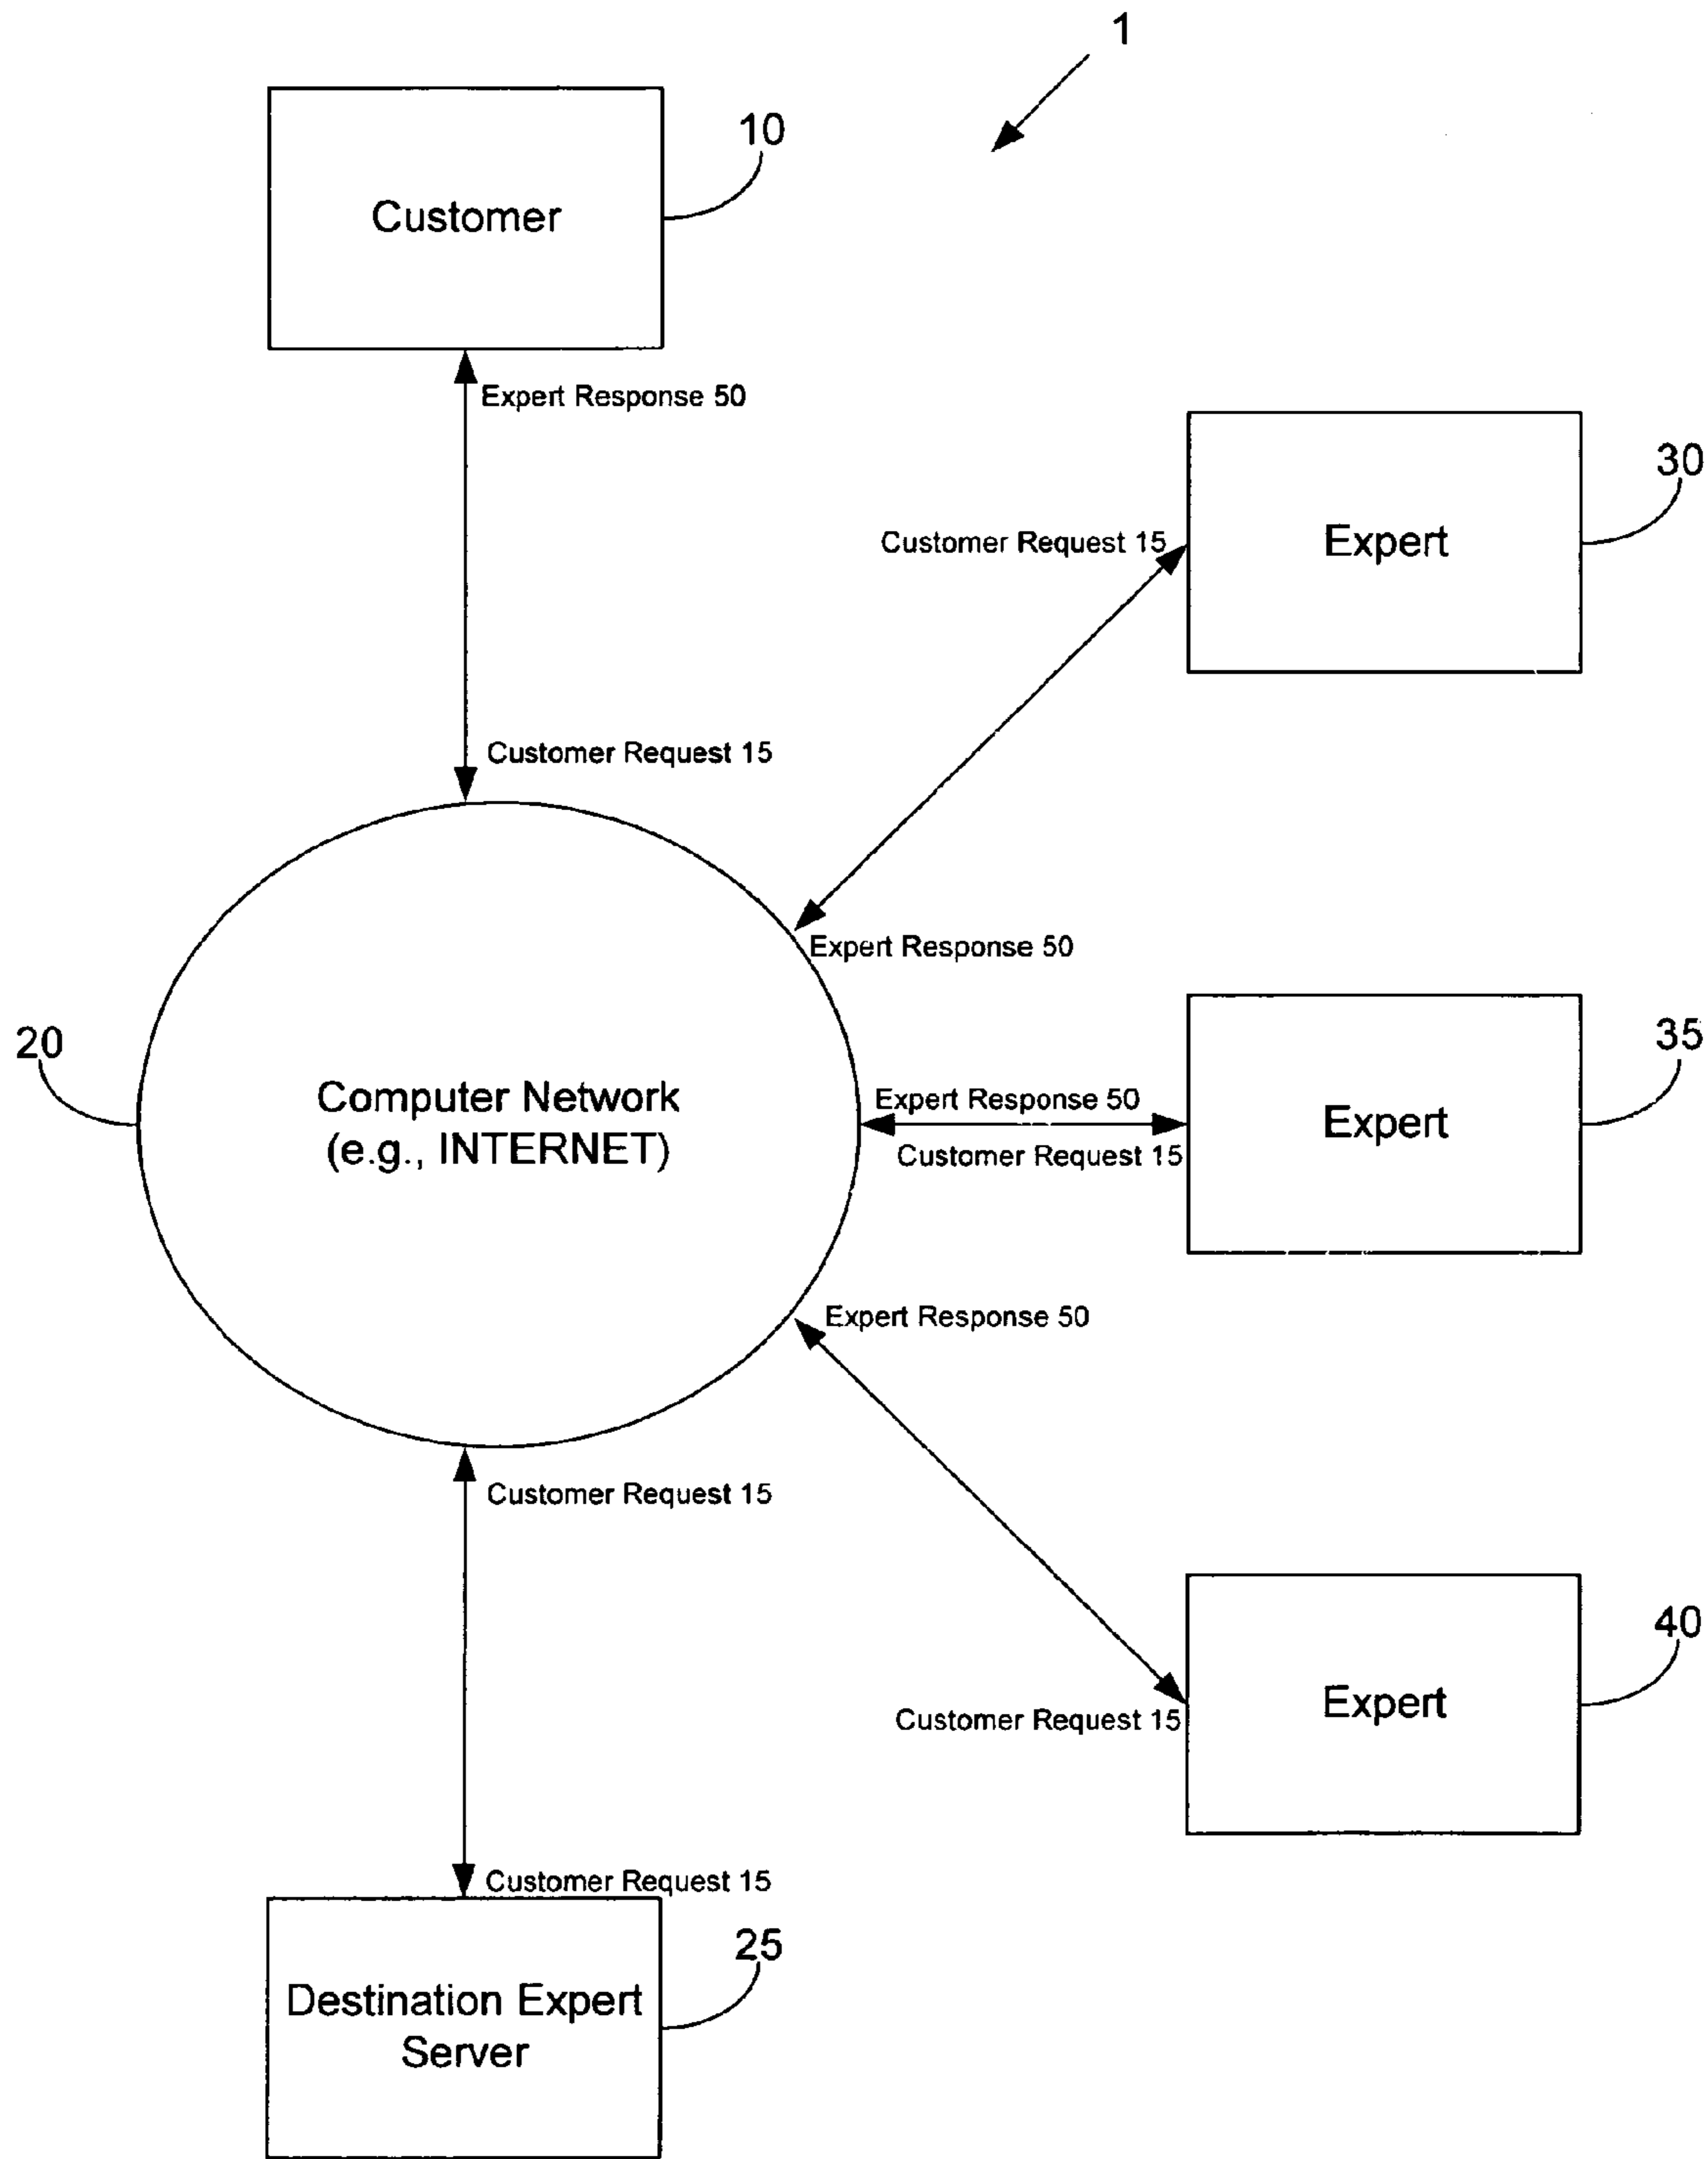 1
10
Customer
Expert Response 50
30
Customer Request 15
Expert
Customer Request 15
Expert Response 50
20
35
Computer Network
(e.g., INTERNET)
Expert Response 50
Expert
Customer Request 15
Expert Response 50
Customer Request 15
40
Expert
Customer Request 15
Customer Request 15
25
Destination Expert
Server